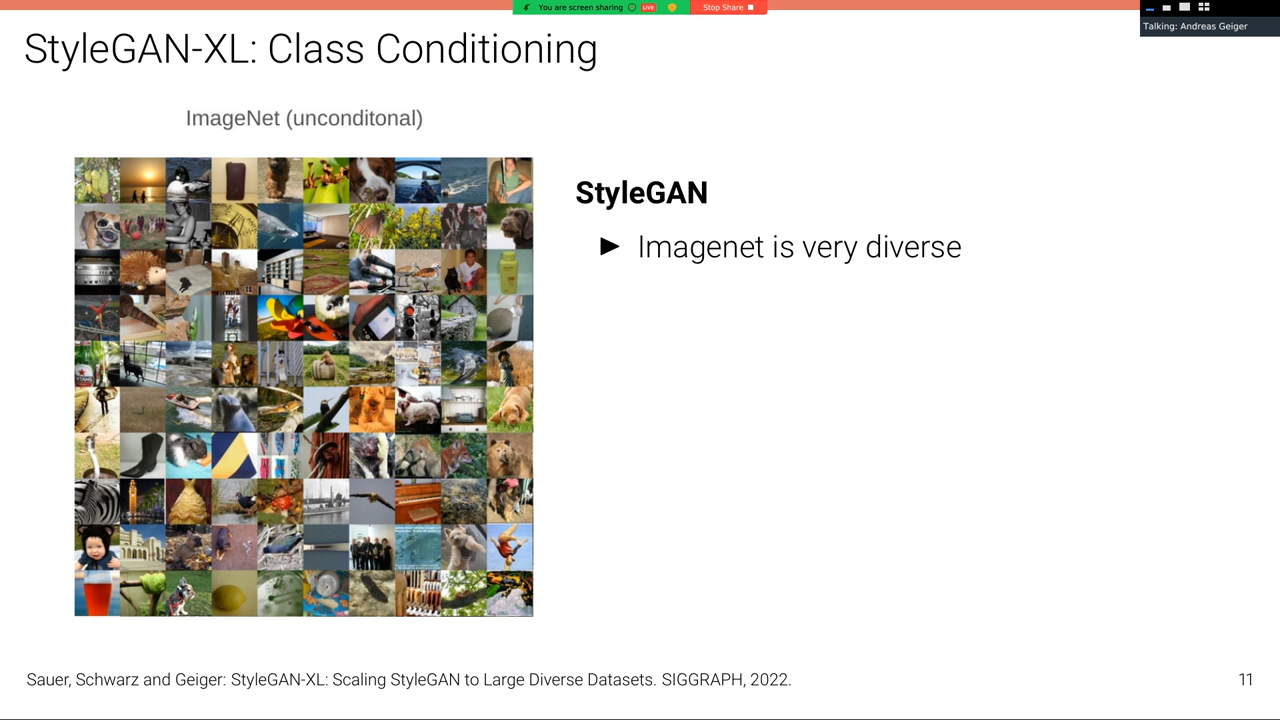 You are screen sharing
LIVE
Stop Share
Talking: Andreas Geiger
StyleGAN-XL: Class Conditioning
ImageNet (unconditonal)
StyleGAN
► Imagenet is very diverse
Sauer, Schwarz and Geiger: StyleGAN-XL: Scaling StyleGAN to Large Diverse Datasets. SIGGRAPH, 2022.
11